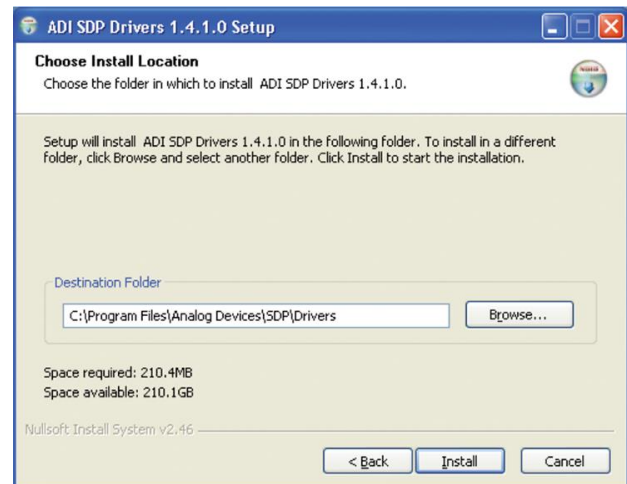 ADI SDP Drivers 1.4.1.0 Setup
Choose Install Location
Choose the folder in which to install ADI SDP Drivers 1.4.1.0.
Setup will install ADI SDP Drivers 1.4.1.0 in the following folder. To install in a different
folder, click Browse and select another folder. Click Install to start the installation.
Destination Folder
C:\Program Files\Analog Devices\SDP\Drivers
Browse...
Space required: 210.4MB
Space available: 210.1GB
Nullsoft Install System v2.46
< Back
Install
Cancel